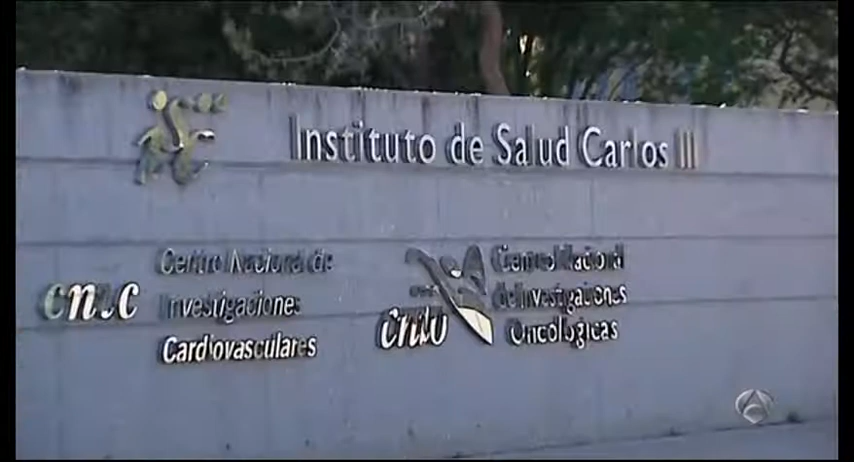 Instituto de Salud Carlos III
cnic
Centro Nacional de
Investigaciones
Cardiovasculares
cnio
Centro Nacional
de Investigaciones
Oncológicas